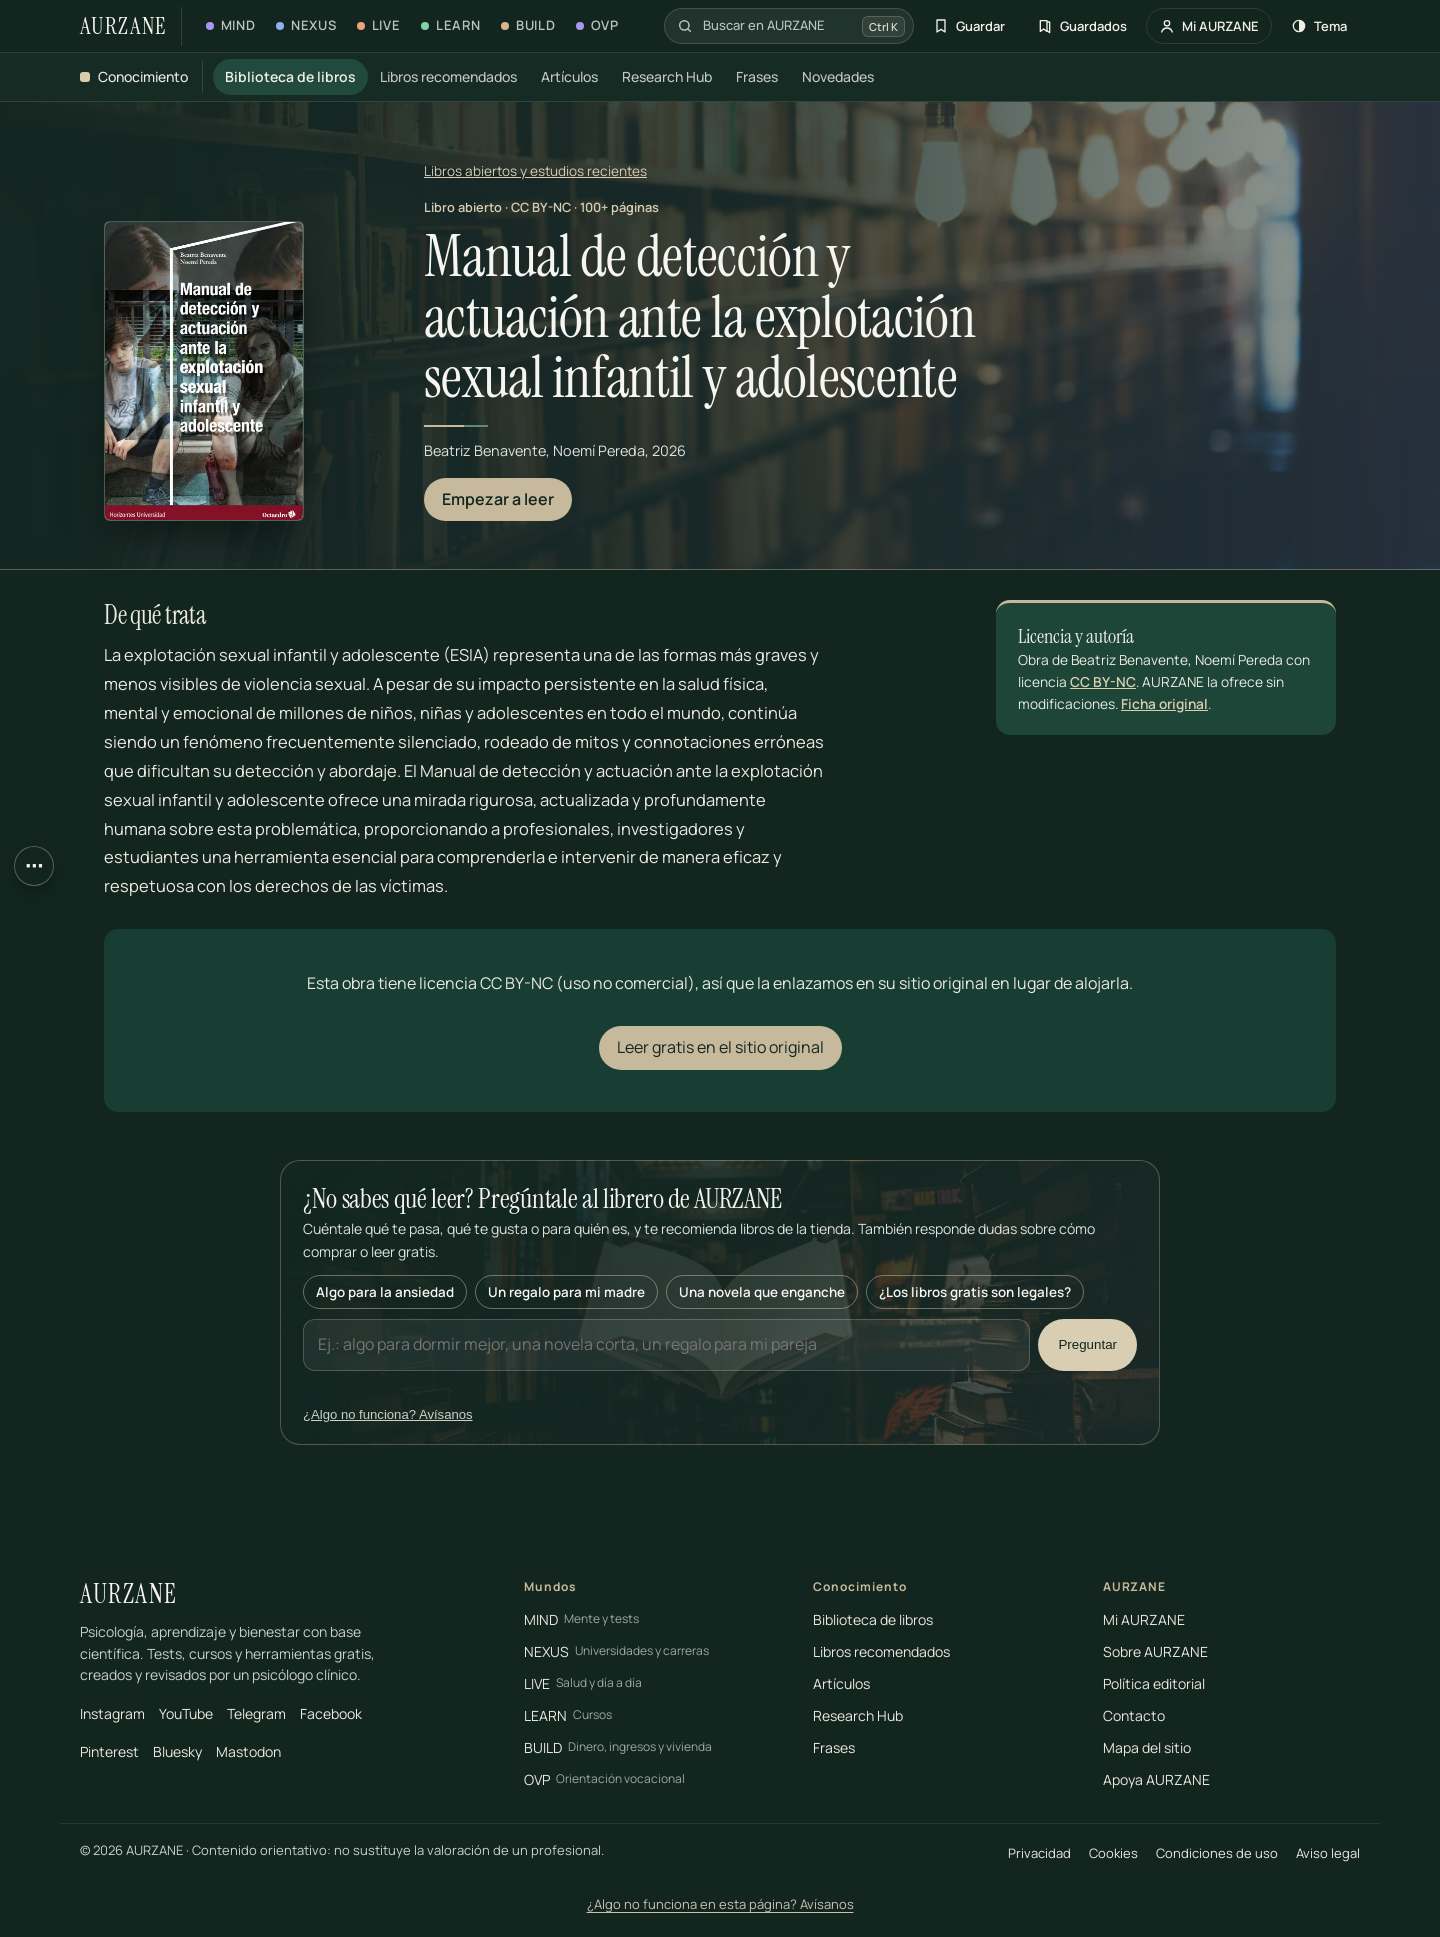 AURZANE
MIND
NEXUS
LIVE
LEARN
BUILD
OVP
Buscar en AURZANE
Ctrl K
Guardar
Guardados
Mi AURZANE
Tema
Conocimiento
Biblioteca de libros
Libros recomendados
Artículos
Research Hub
Frases
Novedades
Libros abiertos y estudios recientes
Libro abierto · CC BY-NC · 100+ páginas
Manual de detección y
actuación ante la explotación
sexual infantil y adolescente
Beatriz Benavente, Noemí Pereda, 2026
Empezar a leer
Beatriz Benavente
Noemí Pereda
Manual de
detección y
actuación
ante la
explotación
sexual
infantil y
adolescente
Horizontes Universidad
Octaedro
De qué trata
La explotación sexual infantil y adolescente (ESIA) representa una de las formas más graves y
menos visibles de violencia sexual. A pesar de su impacto persistente en la salud física,
mental y emocional de millones de niños, niñas y adolescentes en todo el mundo, continúa
siendo un fenómeno frecuentemente silenciado, rodeado de mitos y connotaciones erróneas
que dificultan su detección y abordaje. El Manual de detección y actuación ante la explotación
sexual infantil y adolescente ofrece una mirada rigurosa, actualizada y profundamente
humana sobre esta problemática, proporcionando a profesionales, investigadores y
estudiantes una herramienta esencial para comprenderla e intervenir de manera eficaz y
respetuosa con los derechos de las víctimas.
Licencia y autoría
Obra de Beatriz Benavente, Noemí Pereda con
licencia CC BY-NC. AURZANE la ofrece sin
modificaciones. Ficha original.
Esta obra tiene licencia CC BY-NC (uso no comercial), así que la enlazamos en su sitio original en lugar de alojarla.
Leer gratis en el sitio original
¿No sabes qué leer? Pregúntale al librero de AURZANE
Cuéntale qué te pasa, qué te gusta o para quién es, y te recomienda libros de la tienda. También responde dudas sobre cómo
comprar o leer gratis.
Algo para la ansiedad
Un regalo para mi madre
Una novela que enganche
¿Los libros gratis son legales?
Ej.: algo para dormir mejor, una novela corta, un regalo para mi pareja
Preguntar
¿Algo no funciona? Avísanos
AURZANE
Psicología, aprendizaje y bienestar con base
científica. Tests, cursos y herramientas gratis,
creados y revisados por un psicólogo clínico.
Instagram YouTube Telegram Facebook
Pinterest Bluesky Mastodon
Mundos
MIND Mente y tests
NEXUS Universidades y carreras
LIVE Salud y día a día
LEARN Cursos
BUILD Dinero, ingresos y vivienda
OVP Orientación vocacional
Conocimiento
Biblioteca de libros
Libros recomendados
Artículos
Research Hub
Frases
AURZANE
Mi AURZANE
Sobre AURZANE
Política editorial
Contacto
Mapa del sitio
Apoya AURZANE
© 2026 AURZANE · Contenido orientativo: no sustituye la valoración de un profesional.
Privacidad Cookies Condiciones de uso Aviso legal
¿Algo no funciona en esta página? Avísanos